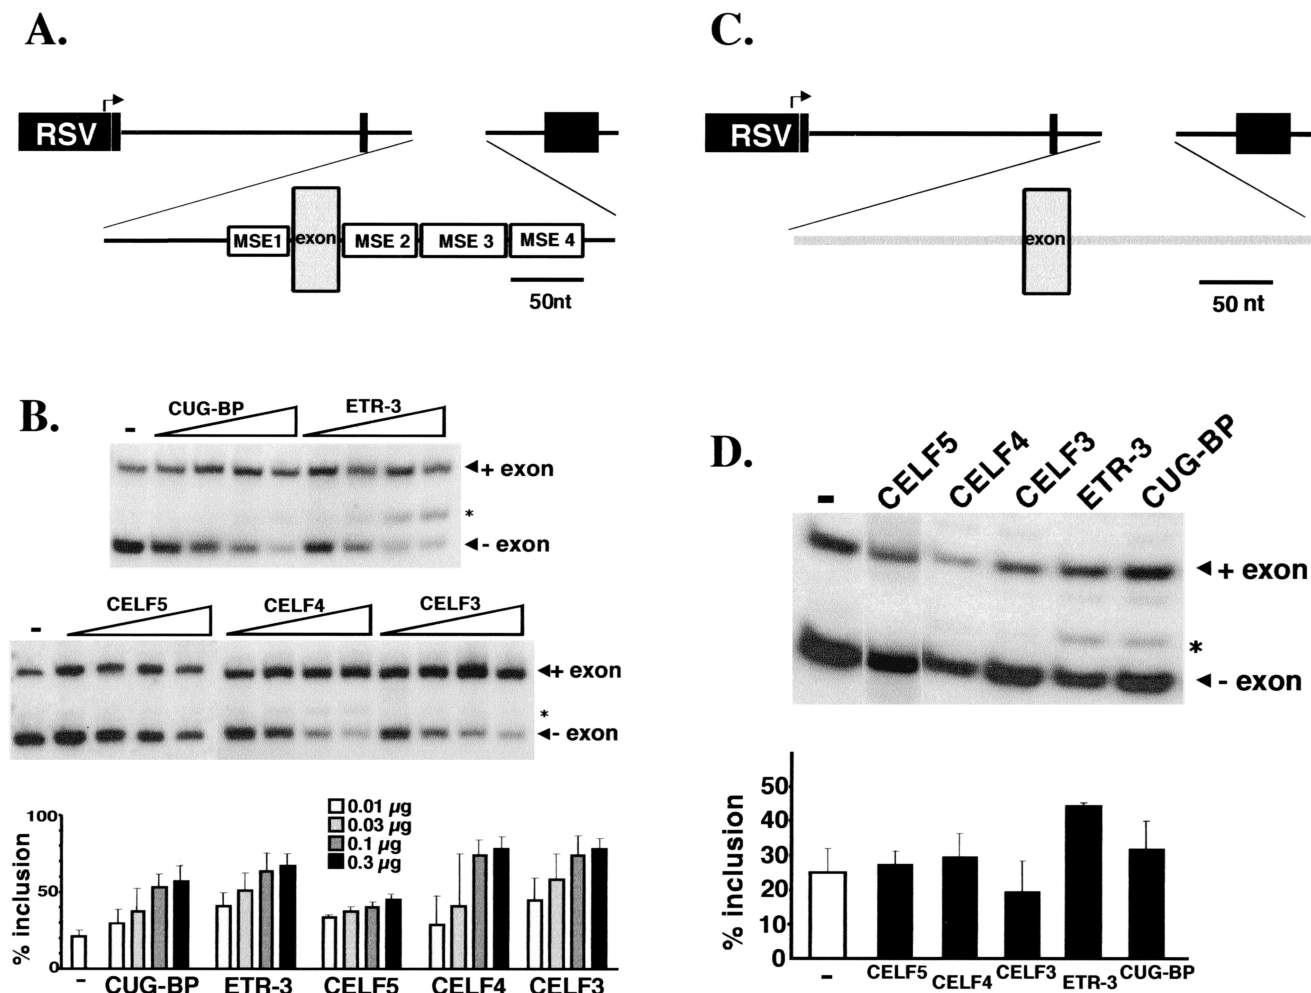 A.
RSV
MSE1
exon
MSE 2
MSE 3
MSE 4
50nt
C.
RSV
exon
50 nt
B.
-
CUG-BP
ETR-3
+ exon
*
- exon
-
CELF5
CELF4
CELF3
+ exon
*
- exon
% inclusion
100
50
0
0.01 µg
0.03 µg
0.1 µg
0.3 µg
-
CUG-BP
ETR-3
CELF5
CELF4
CELF3
D.
-
CELF5
CELF4
CELF3
ETR-3
CUG-BP
+ exon
*
- exon
% inclusion
50
40
30
20
10
0
-
CELF5
CELF4
CELF3
ETR-3
CUG-BP